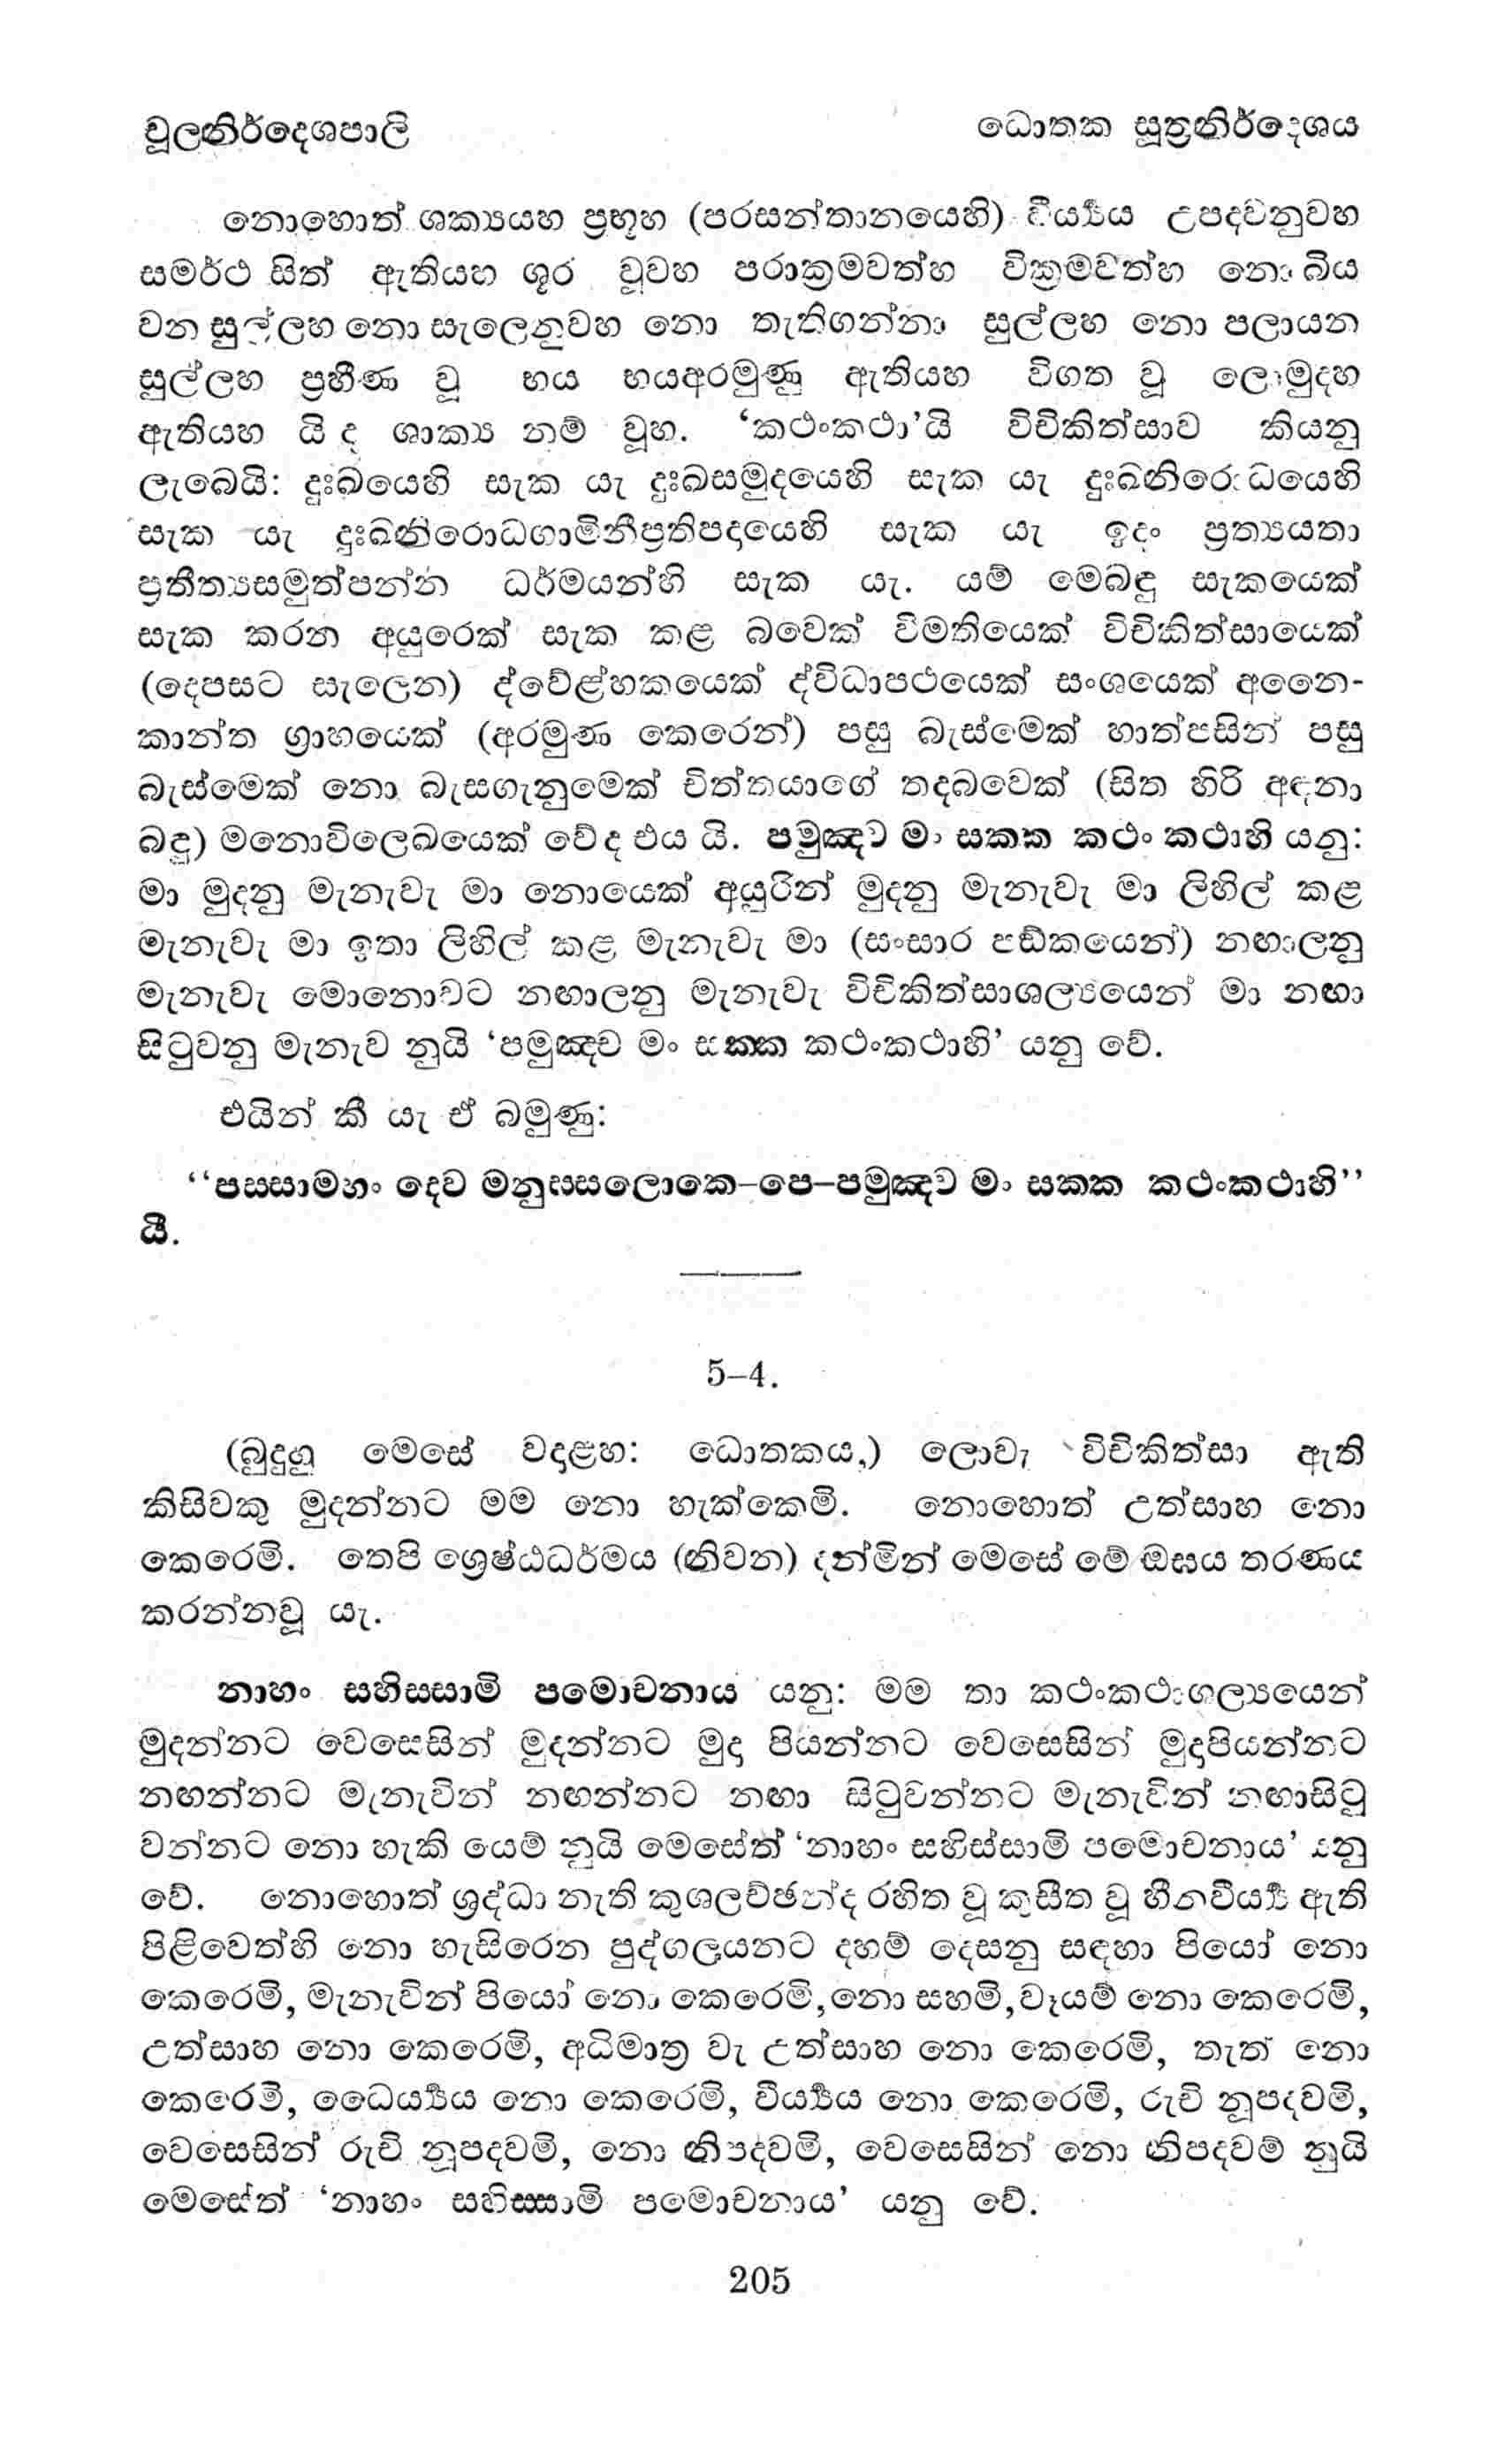 චූලනිර්දෙශපාලි ධොතක සූත්‍රනිර්දෙශය
නොහොත් ශක්‍යයහ ප්‍රභූහ (පරසන්තානයෙහි) වීර්‍ය්‍යය උපදවනුවහ
සමර්ථ සිත් ඇතියහ ශූර වූවහ පරාක්‍රමවත්හ වික්‍රමවත්හ නො බිය
වන සුල්ලහ නො සැලෙනුවහ නො තැතිගන්නා සුල්ලහ නො පලායන
සුල්ලහ ප්‍රහීණ වූ භය භයඅරමුණු ඇතියහ විගත වූ ලොමුදහ
ඇතියහ යි ද ශාක්‍ය නම් වූහ. ‘කථංකථා’යි විචිකිත්සාව කියනු
ලැබෙයි: දුඃඛයෙහි සැක යැ දුඃඛසමුදයෙහි සැක යැ දුඃඛනිරොධයෙහි
සැක යැ දුඃඛනිරොධගාමිනීප්‍රතිපදායෙහි සැක යැ ඉදං ප්‍රත්‍යයතා
ප්‍රතීත්‍යසමුත්පන්න ධර්මයන්හි සැක යැ. යම් මෙබඳු සැකයෙක්
සැක කරන අයුරෙක් සැක කළ බවෙක් විමතියෙක් විචිකිත්සායෙක්
(දෙපසට සැලෙන) ද්වේළ්හකයෙක් ද්විධාපථයෙක් සංශයෙක් අනෛ-
කාන්ත ග්‍රාහයෙක් (අරමුණ කෙරෙන්) පසු බැස්මෙක් හාත්පසින් පසු
බැස්මෙක් නො බැසගැනුමෙක් චිත්තයාගේ තදබවෙක් (සිත හිරි අඳනා
බඳු) මනොවිලෙඛයෙක් වේ ද එය යි. පමුඤ්ච මං සක්ක කථං කථාහි යනු:
මා මුදනු මැනැවැ මා නොයෙක් අයුරින් මුදනු මැනැවැ මා ලිහිල් කළ
මැනැවැ මා ඉතා ලිහිල් කළ මැනැවැ මා (සංසාර පඞ්කයෙන්) නඟාලනු
මැනැවැ මොනොවට නඟාලනු මැනැවැ විචිකිත්සාශල්‍යයෙන් මා නඟා
සිටුවනු මැනැව නුයි ‘පමුඤ්ච මං සක්ක කථංකථාහි’ යනු වේ.
එයින් කී යැ ඒ බමුණු:
‘‘පස්සාමහං දෙව මනුස්සලොකෙ–පෙ–පමුඤ්ච මං සක්ක කථංකථාහි’’
යී.
5–4.
(බුදුහු මෙසේ වදාළහ: ධොතකය,) ලොවැ විචිකිත්සා ඇති
කිසිවකු මුදන්නට මම නො හැක්කෙමි. නොහොත් උත්සාහ නො
කෙරෙමි. තෙපි ශ්‍රෙෂ්ඨධර්මය (නිවන) දන්මින් මෙසේ මේ ඔඝය තරණය
කරන්නවූ යැ.
නාහං සහිස්සාමි පමොචනාය යනු: මම තා කථංකථාශල්‍යයෙන්
මුදන්නට වෙසෙසින් මුදන්නට මුදා පියන්නට වෙසෙසින් මුදාපියන්නට
නඟන්නට මැනැවින් නඟන්නට නඟා සිටුවන්නට මැනැවින් නඟාසිටු
වන්නට නො හැකි යෙම් නුයි මෙසේත් ‘නාහං සහිස්සාමි පමොචනාය’ යනු
වේ. නොහොත් ශ්‍රද්ධා නැති කුශලච්ඡන්ද රහිත වූ කුසීත වූ හීනවීර්‍ය්‍ය ඇති
පිළිවෙත්හි නො හැසිරෙන පුද්ගලයනට දහම් දෙසනු සඳහා පියෝ නො
කෙරෙමි, මැනැවින් පියෝ නො කෙරෙමි, නො සහමි, වෑයම් නො කෙරෙමි,
උත්සාහ නො කෙරෙමි, අධිමාත්‍ර වැ උත්සාහ නො කෙරෙමි, තැත් නො
කෙරෙමි, ධෛර්‍ය්‍යය නො කෙරෙමි, වීර්‍ය්‍යය නො කෙරෙමි, රුචි නූපදවමි,
වෙසෙසින් රුචි නූපදවමි, නො නිපදවමි, වෙසෙසින් නො නිපදවම් නුයි
මෙසේත් ‘නාහං සහිස්සාමි පමොචනාය’ යනු වේ.
205